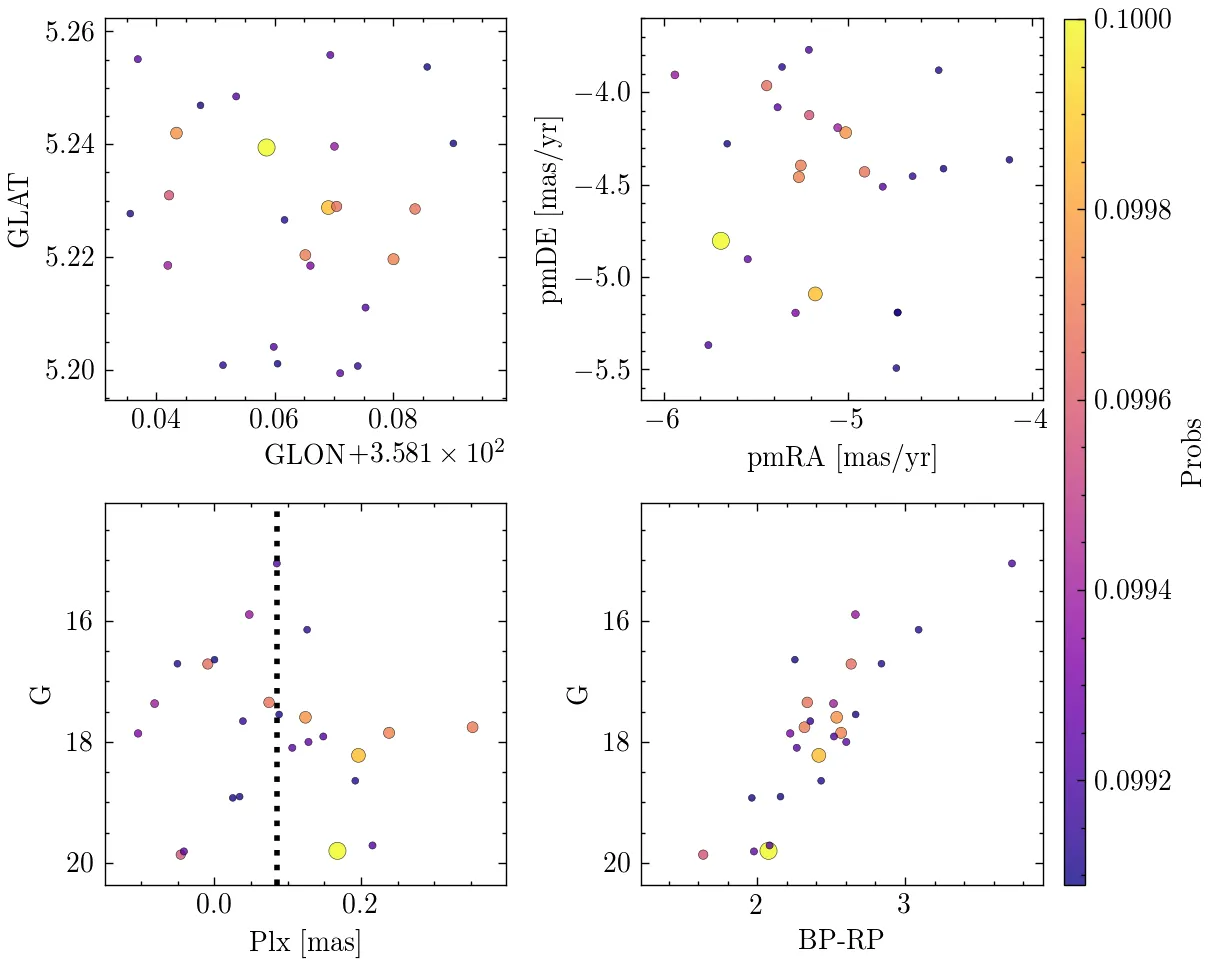 5.26
5.24
5.22
5.20
GLAT
0.04 0.06 0.08
GLON+3.581 × 10²
−4.0
−4.5
−5.0
−5.5
pmDE [mas/yr]
−6 −5 −4
pmRA [mas/yr]
16
18
20
G
0.0 0.2
Plx [mas]
16
18
20
G
2 3
BP-RP
0.1000
0.0998
0.0996
0.0994
0.0992
Probs